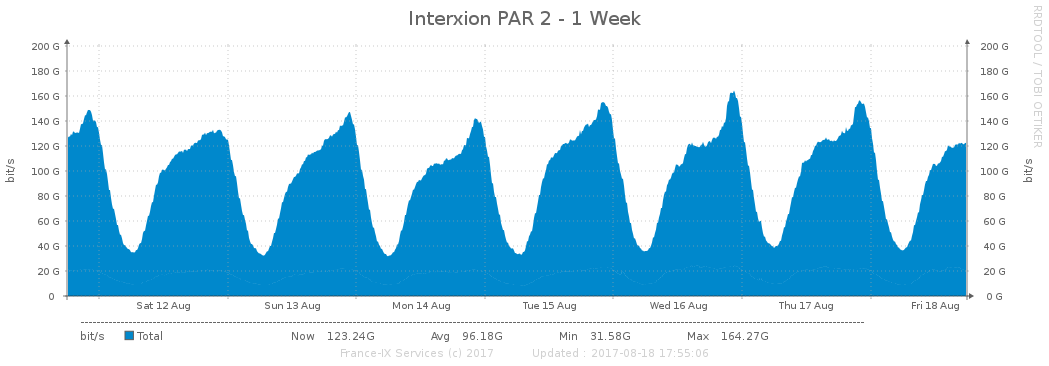 Interxion PAR 2 - 1 Week
RRDTOOL / TOBI OETIKER
200 G 200 G
180 G 180 G
160 G 160 G
140 G 140 G
120 G 120 G
100 G 100 G
80 G 80 G
60 G 60 G
40 G 40 G
20 G 20 G
0 0 G
bit/s bit/s
Sat 12 Aug Sun 13 Aug Mon 14 Aug Tue 15 Aug Wed 16 Aug Thu 17 Aug Fri 18 Aug
bit/s Total Now 123.24G Avg 96.18G Min 31.58G Max 164.27G
France-IX Services (c) 2017 Updated : 2017-08-18 17:55:06